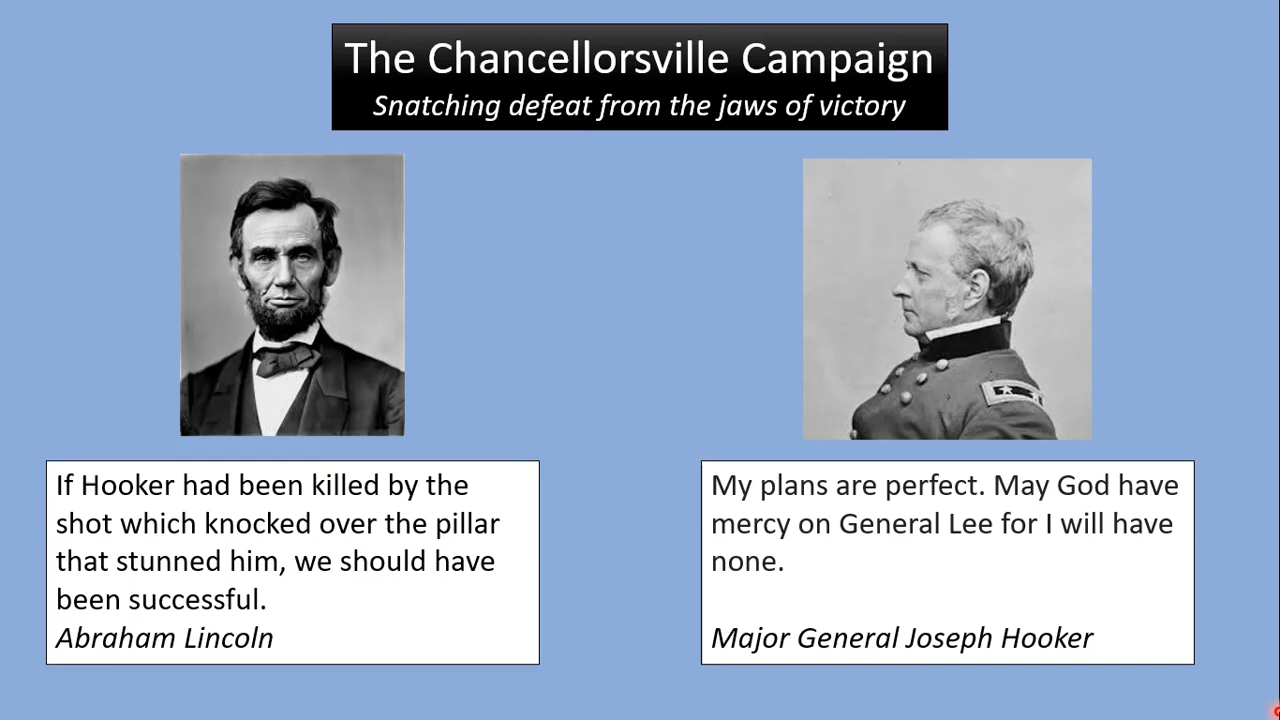 The Chancellorsville Campaign
Snatching defeat from the jaws of victory
If Hooker had been killed by the
shot which knocked over the pillar
that stunned him, we should have
been successful.
Abraham Lincoln
My plans are perfect. May God have
mercy on General Lee for I will have
none.
Major General Joseph Hooker